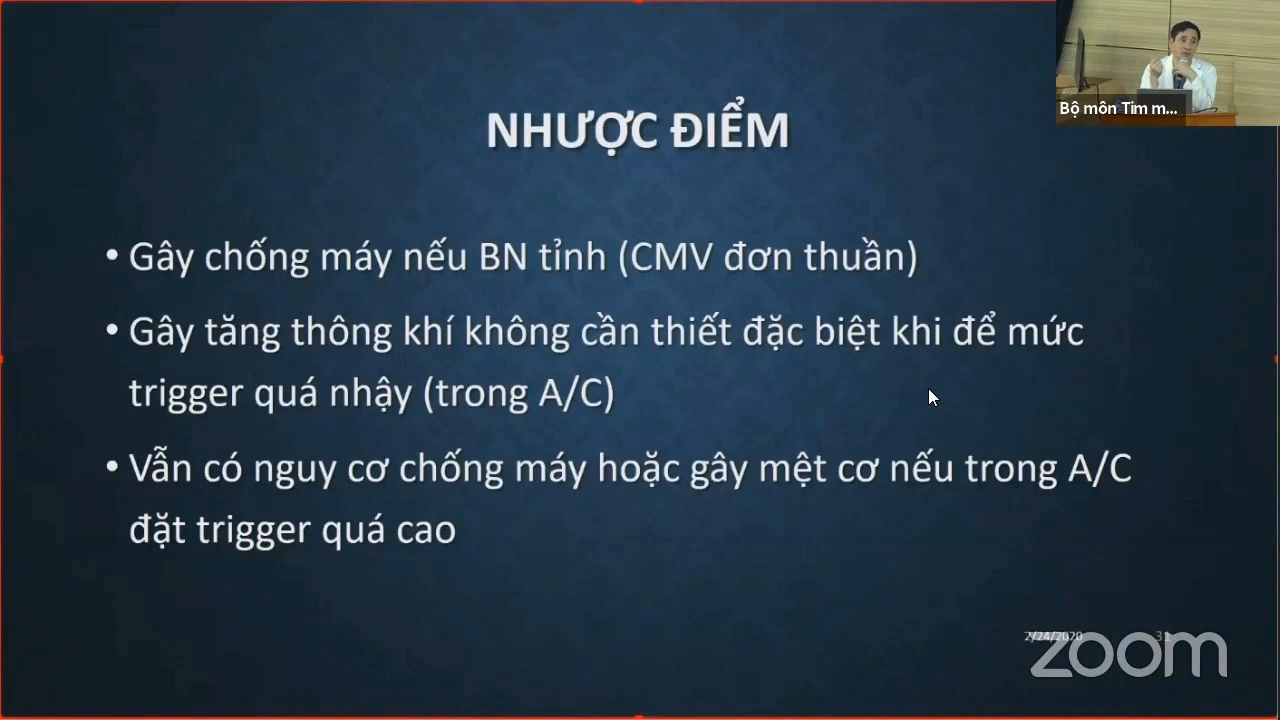 Bộ môn Tim m...
NHƯỢC ĐIỂM
• Gây chống máy nếu BN tỉnh (CMV đơn thuần)
• Gây tăng thông khí không cần thiết đặc biệt khi để mức
trigger quá nhậy (trong A/C)
• Vẫn có nguy cơ chống máy hoặc gây mệt cơ nếu trong A/C
đặt trigger quá cao
2/24/2020
31
zoom